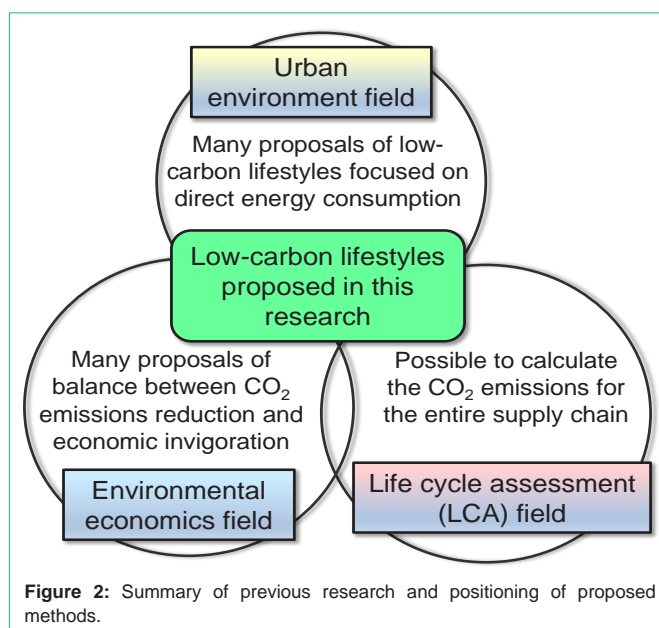 Urban
environment field
Many proposals of low-
carbon lifestyles focused on
direct energy consumption
Low-carbon lifestyles
proposed in this
research
Many proposals of
balance between CO₂
emissions reduction and
economic invigoration
Environmental
economics field
Possible to calculate
the CO₂ emissions for
the entire supply chain
Life cycle assessment
(LCA) field
Figure 2: Summary of previous research and positioning of proposed
methods.